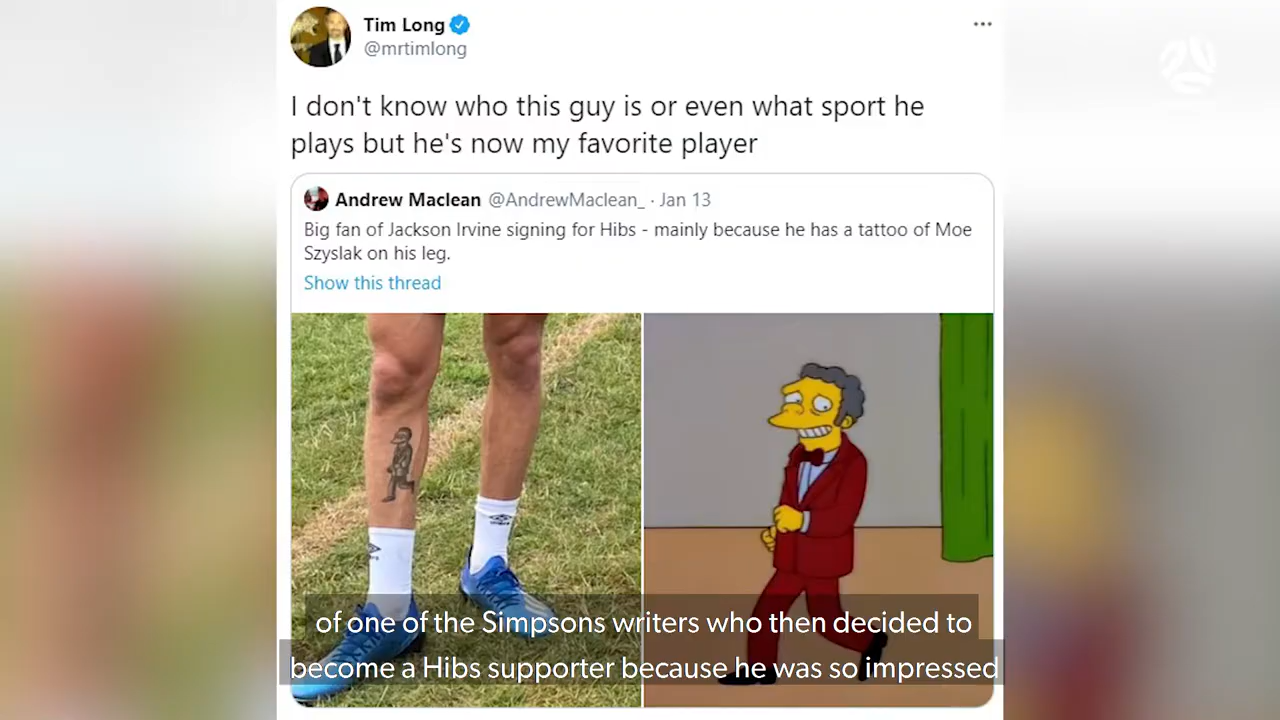 Tim Long
@mrtimlong
I don't know who this guy is or even what sport he
plays but he's now my favorite player
Andrew Maclean @AndrewMaclean_ · Jan 13
Big fan of Jackson Irvine signing for Hibs - mainly because he has a tattoo of Moe
Szyslak on his leg.
Show this thread
of one of the Simpsons writers who then decided to
become a Hibs supporter because he was so impressed